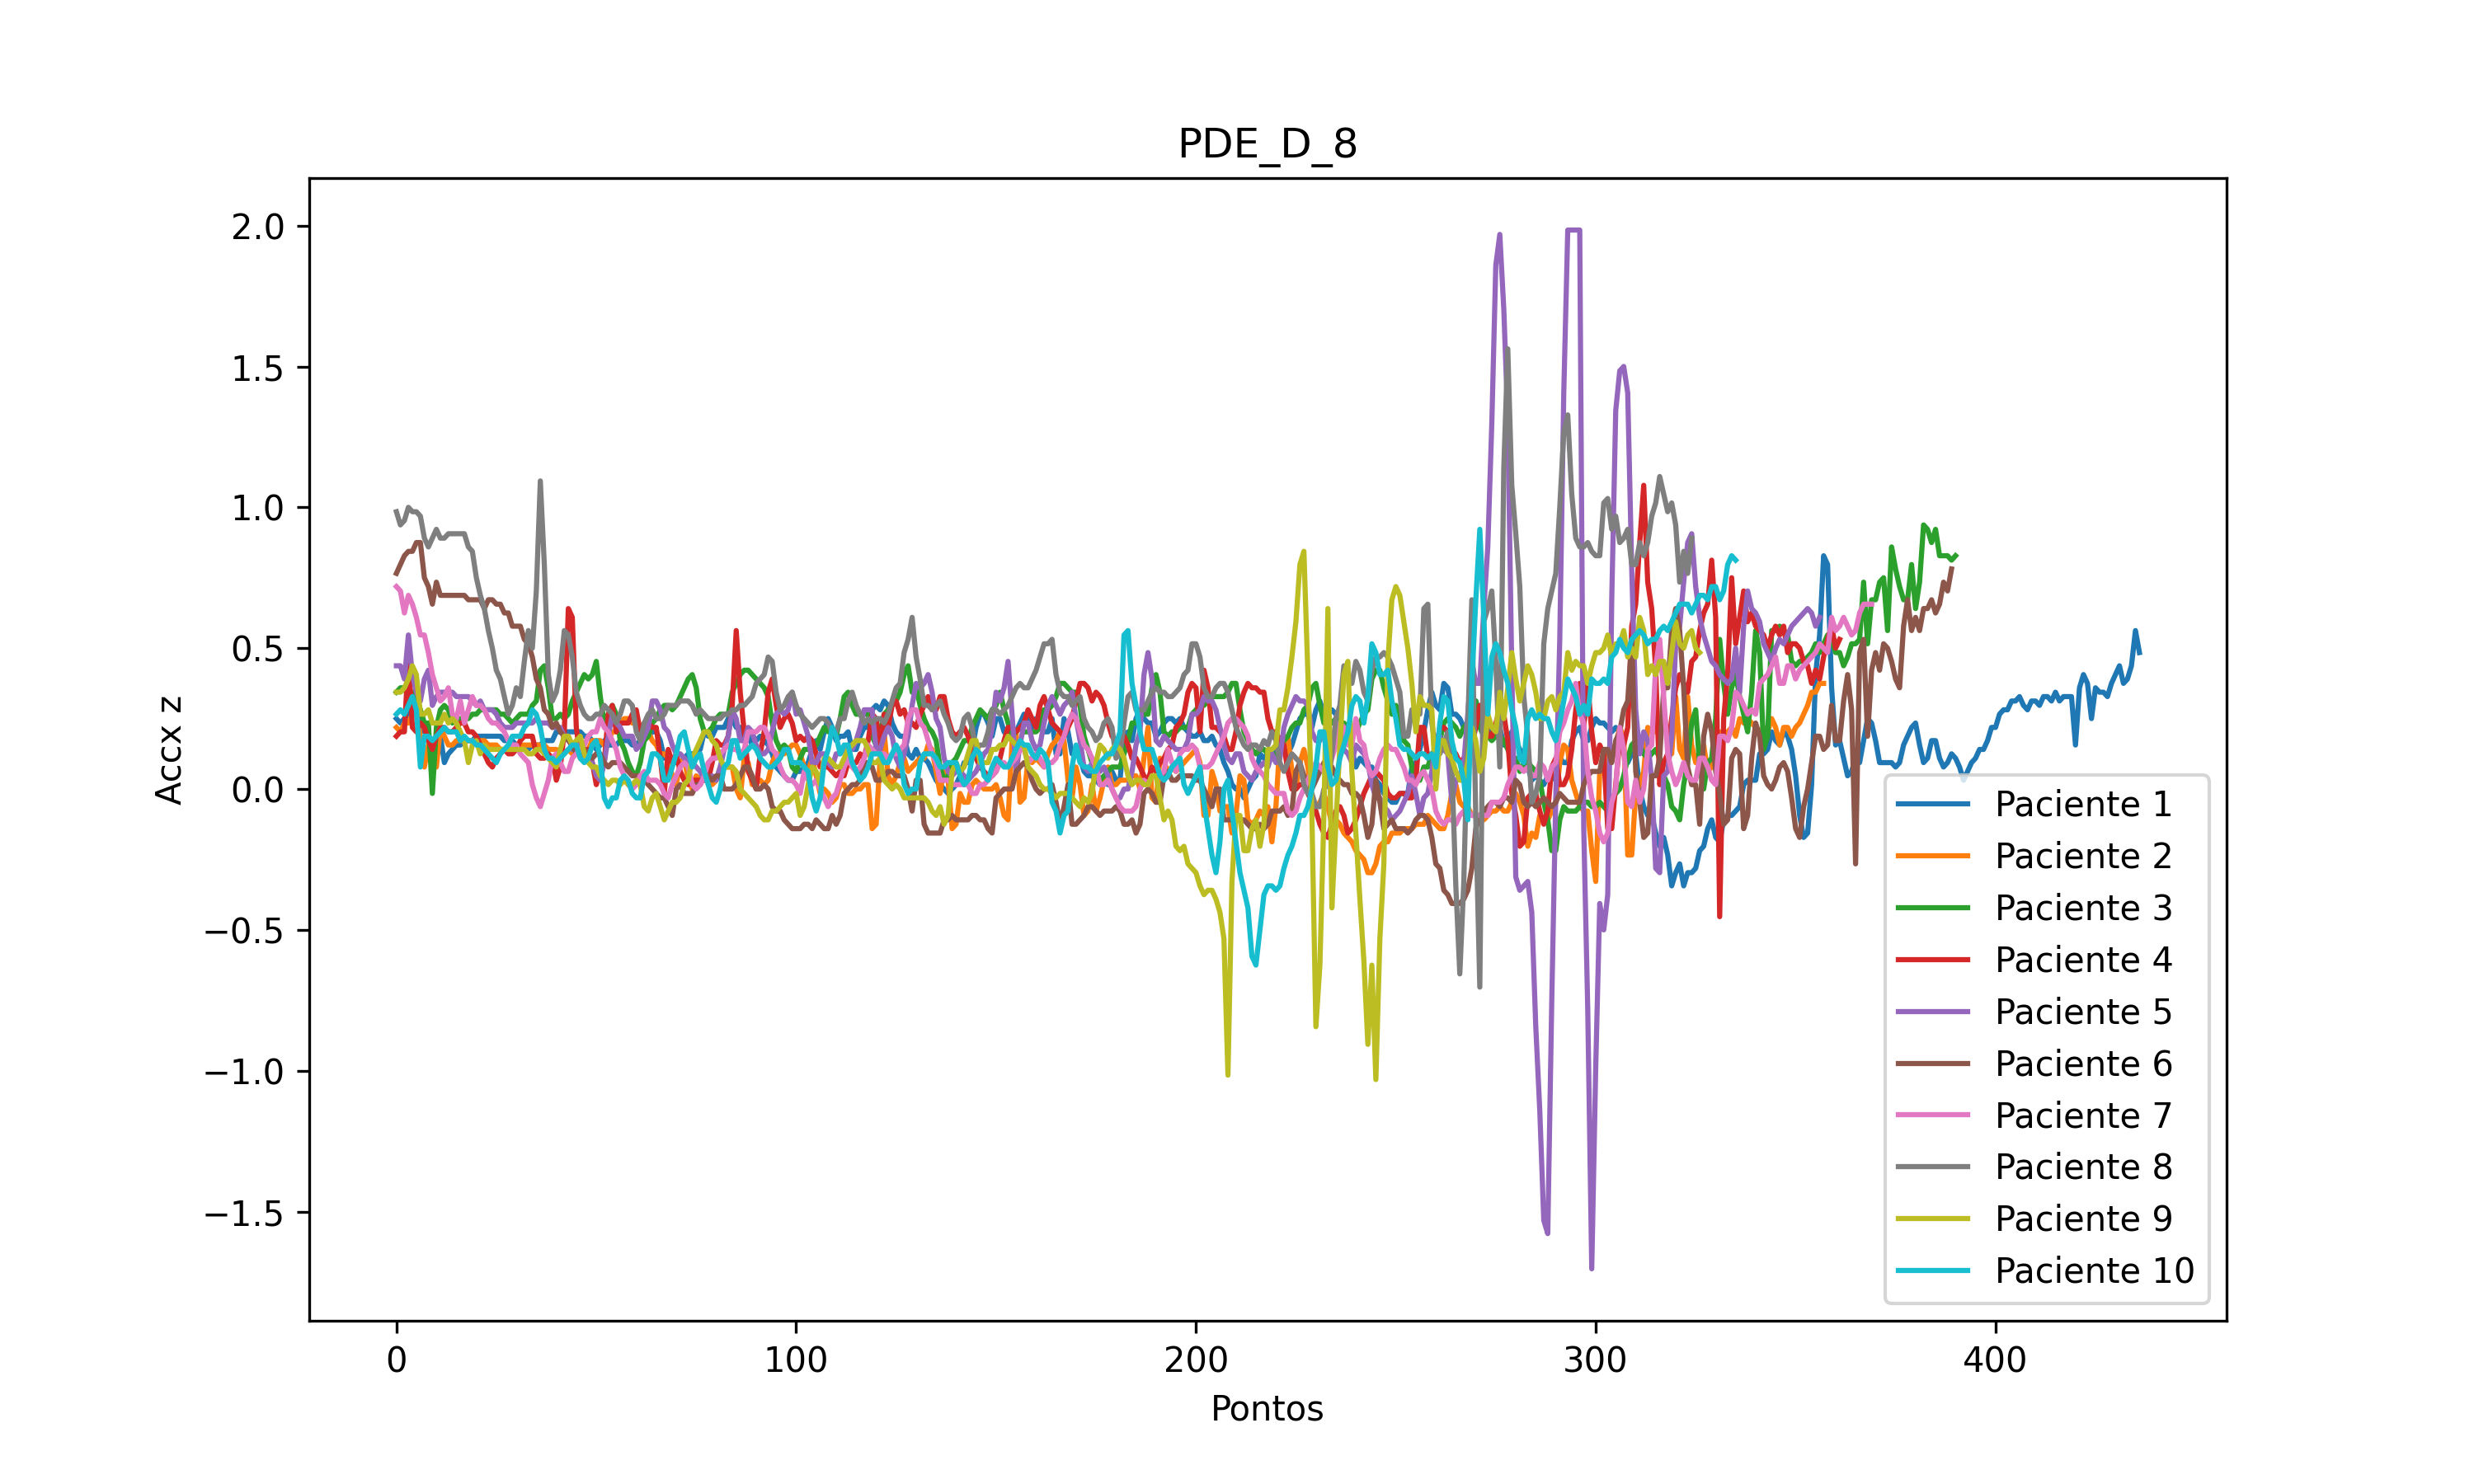 PDE_D_8
Accx z
2.0
1.5
1.0
0.5
0.0
−0.5
−1.0
−1.5
0 100 200 300 400
Pontos
Paciente 1
Paciente 2
Paciente 3
Paciente 4
Paciente 5
Paciente 6
Paciente 7
Paciente 8
Paciente 9
Paciente 10